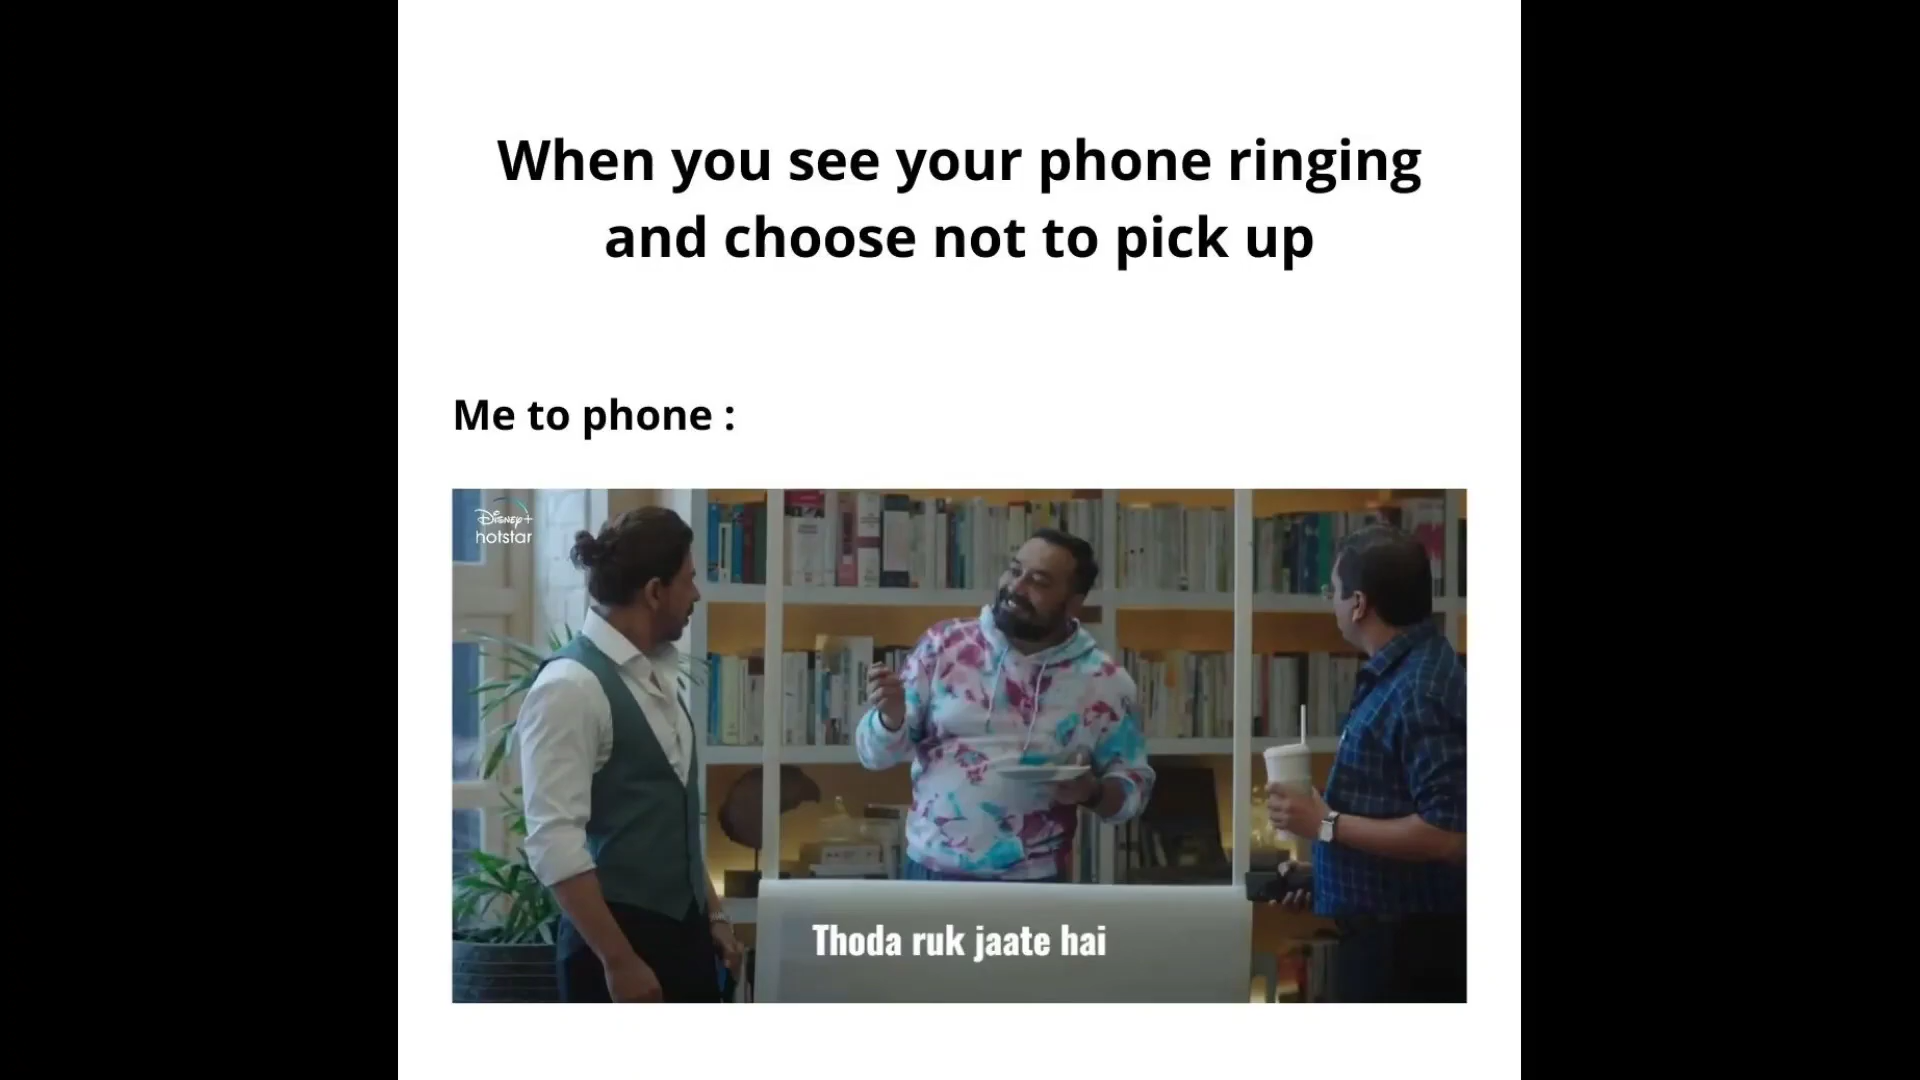 When you see your phone ringing
and choose not to pick up
Me to phone :
Disney+
hotstar
Thoda ruk jaate hai